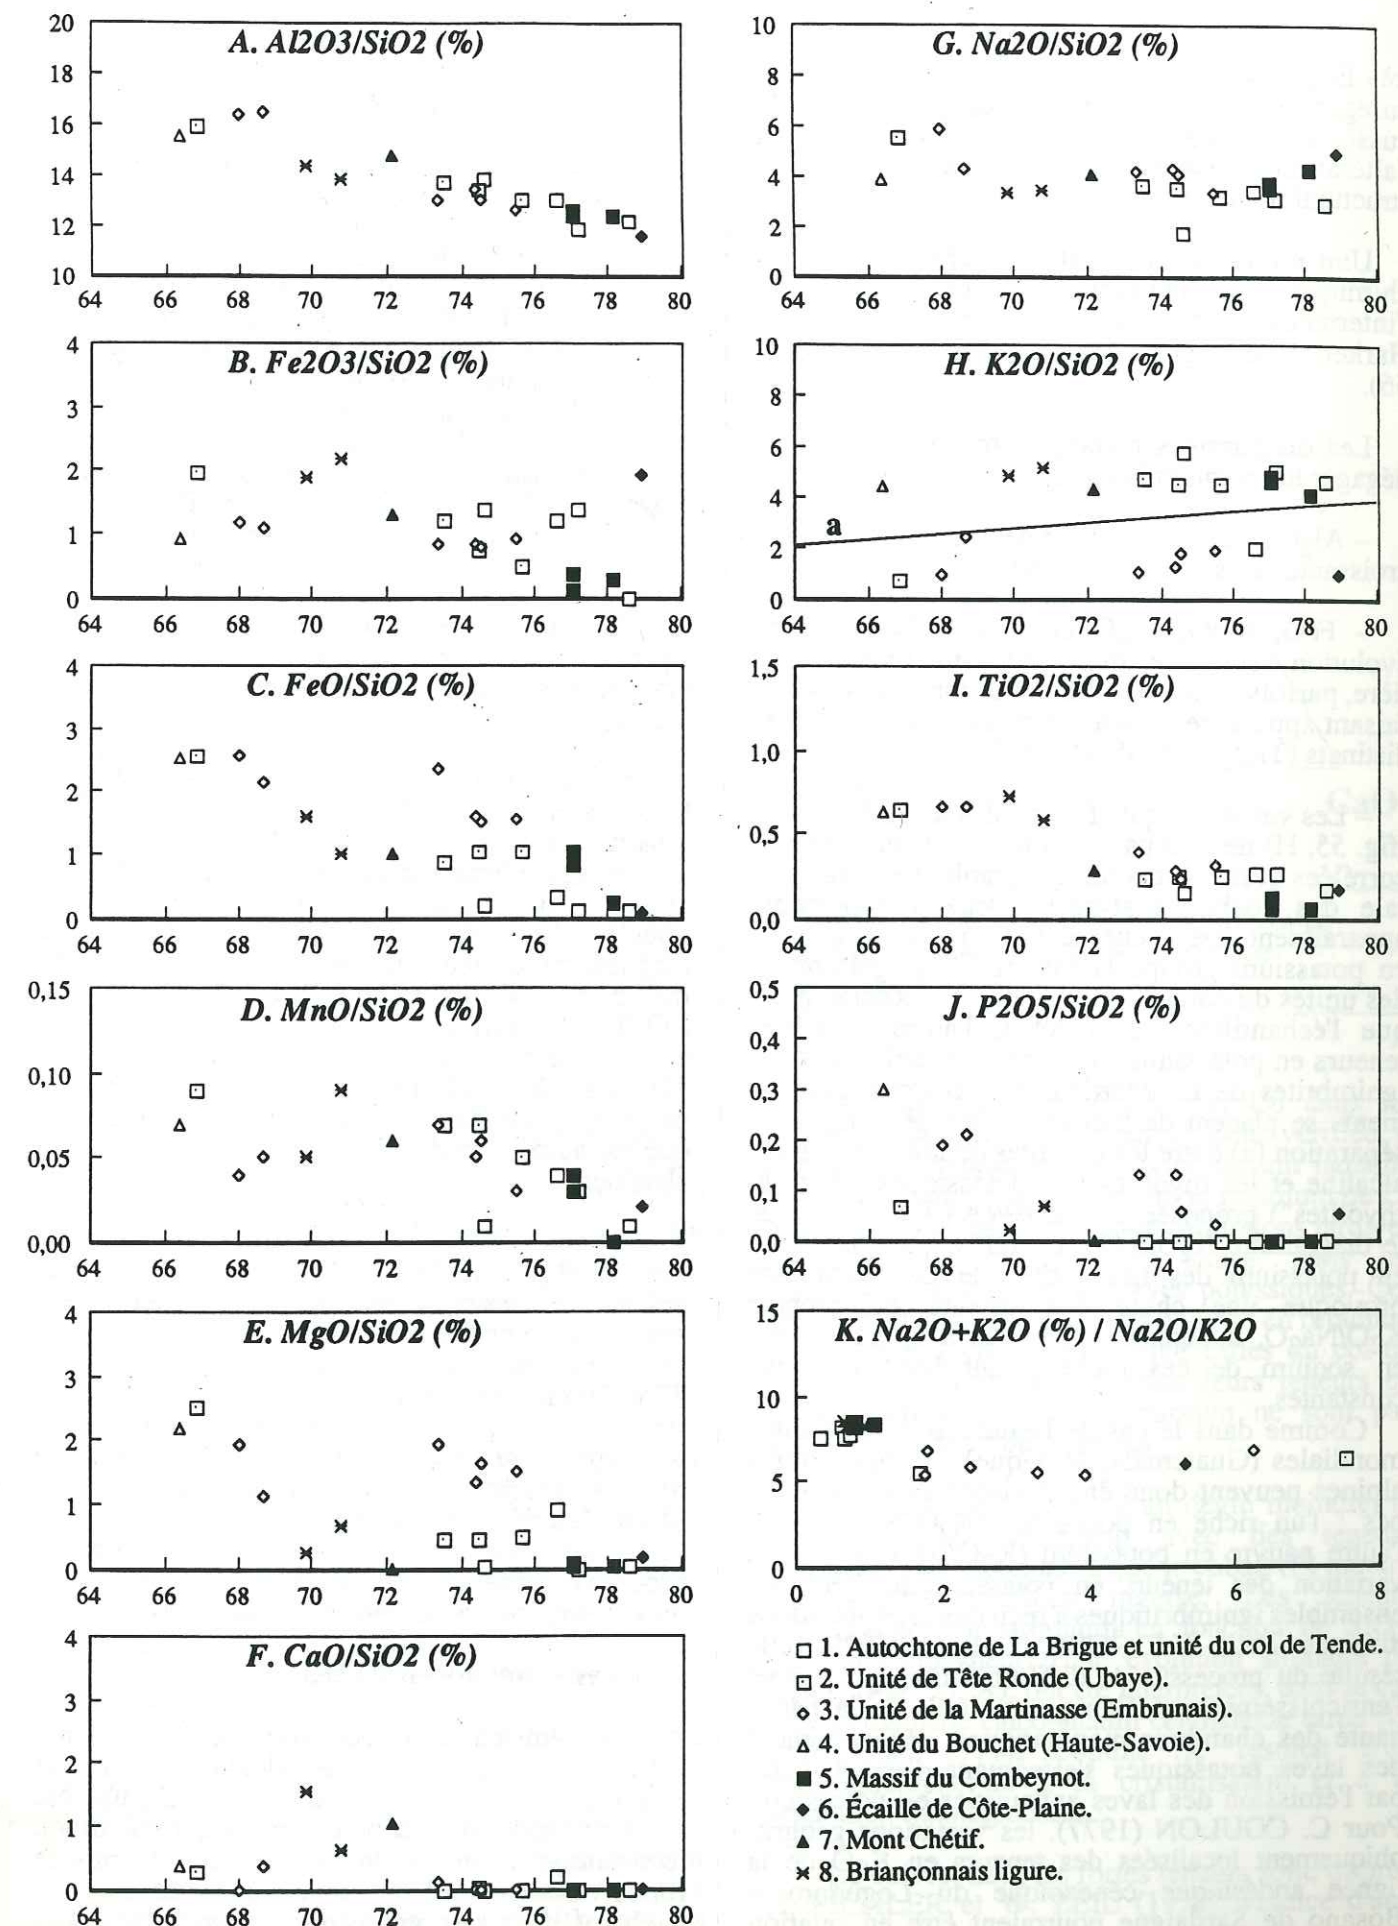 A. Al2O3/SiO2 (%)
20
18
16
14
12
10
64 66 68 70 72 74 76 78 80
B. Fe2O3/SiO2 (%)
4
3
2
1
0
64 66 68 70 72 74 76 78 80
C. FeO/SiO2 (%)
4
3
2
1
0
64 66 68 70 72 74 76 78 80
D. MnO/SiO2 (%)
0,15
0,10
0,05
0,00
64 66 68 70 72 74 76 78 80
E. MgO/SiO2 (%)
4
3
2
1
0
64 66 68 70 72 74 76 78 80
F. CaO/SiO2 (%)
4
3
2
1
0
64 66 68 70 72 74 76 78 80
G. Na2O/SiO2 (%)
10
8
6
4
2
0
64 66 68 70 72 74 76 78 80
H. K2O/SiO2 (%)
10
8
6
4
2
0
a
64 66 68 70 72 74 76 78 80
I. TiO2/SiO2 (%)
1,5
1,0
0,5
0,0
64 66 68 70 72 74 76 78 80
J. P2O5/SiO2 (%)
0,5
0,4
0,3
0,2
0,1
0,0
64 66 68 70 72 74 76 78 80
K. Na2O+K2O (%) / Na2O/K2O
15
10
5
0
0 2 4 6 8
1. Autochtone de La Brigue et unité du col de Tende.
2. Unité de Tête Ronde (Ubaye).
3. Unité de la Martinasse (Embrunais).
4. Unité du Bouchet (Haute-Savoie).
5. Massif du Combeynot.
6. Écaille de Côte-Plaine.
7. Mont Chétif.
8. Briançonnais ligure.